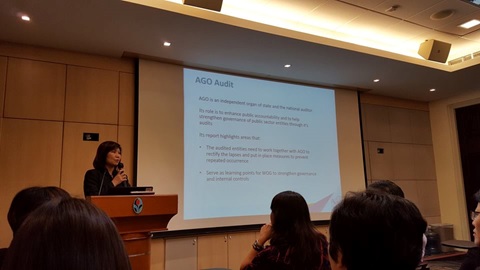 AGO Audit
AGO is an independent organ of state and the national auditor
Its role is to enhance public accountability and to help
strengthen governance of public sector entities through its
audits
Its report highlights areas that:
• The audited entities need to work together with MOSs to
rectify the lapses and put in place measures to prevent
repeated occurrence
• Serve as learning points for MOSs to strengthen governance
and internal controls